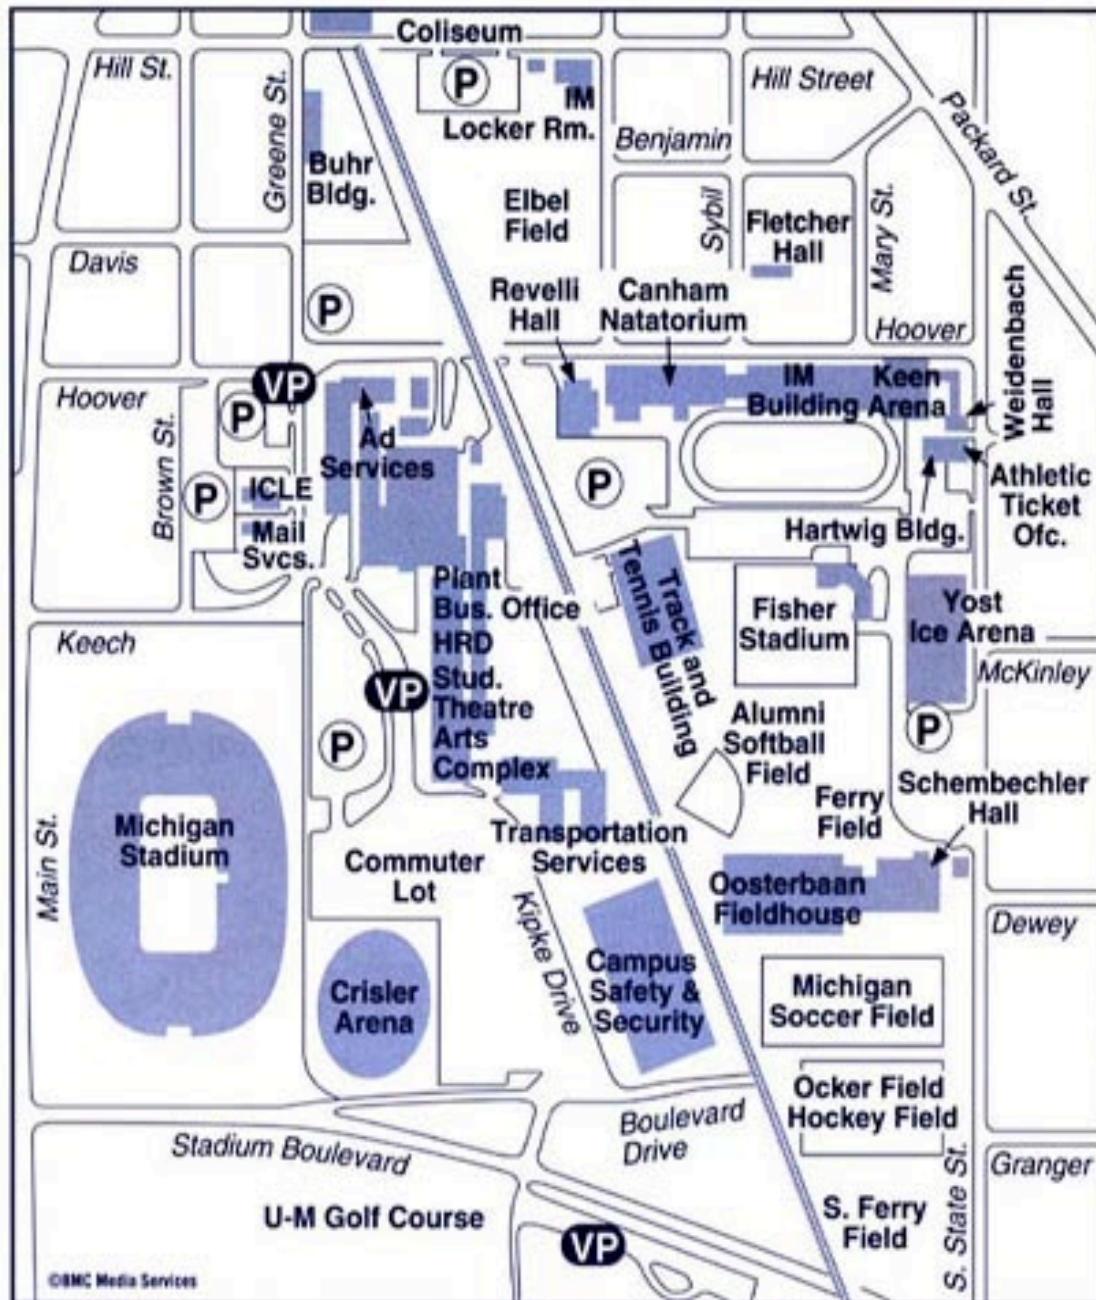 Coliseum
Hill St.
P
Hill Street
IM
Locker Rm.
Packard St.
Greene St.
Benjamin
Buhr
Bldg.
Elbel
Field
Sybil
Fletcher
Hall
Mary St.
Davis
P
Revelli
Hall
Canham
Natatorium
Hoover
Weidenbach
Hall
VP
Hoover
P
IM
Building
Keen
Arena
Brown St.
Ad
Services
P
ICLE
P
Athletic
Ticket
Ofc.
Mail
Svcs.
Hartwig Bldg.
Plant
Bus. Office
HRD
Stud.
Theatre
Arts
Complex
Track and
Tennis Building
Fisher
Stadium
Yost
Ice Arena
Keech
McKinley
VP
P
Alumni
Softball
Field
P
Schembechler
Hall
Ferry
Field
Main St.
Michigan
Stadium
Transportation
Services
Commuter
Lot
Oosterbaan
Fieldhouse
Kipke Drive
Dewey
Crisler
Arena
Campus
Safety &
Security
Michigan
Soccer Field
Ocker Field
Hockey Field
Boulevard
Drive
Stadium Boulevard
S. State St.
Granger
U-M Golf Course
VP
S. Ferry
Field
©BMC Media Services